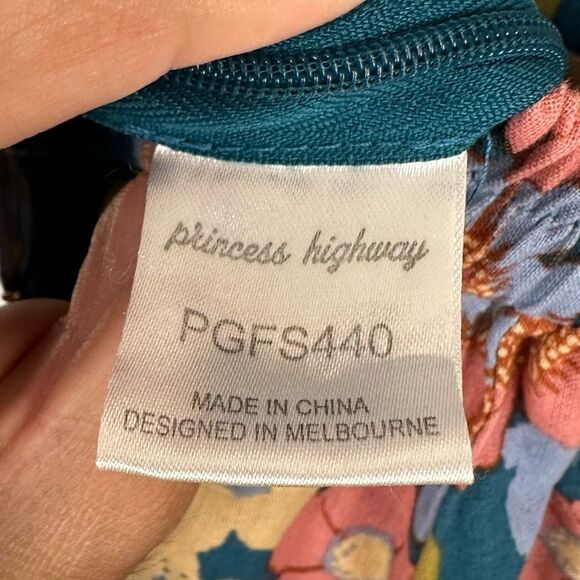 princess highway
PGFS440
MADE IN CHINA
DESIGNED IN MELBOURNE